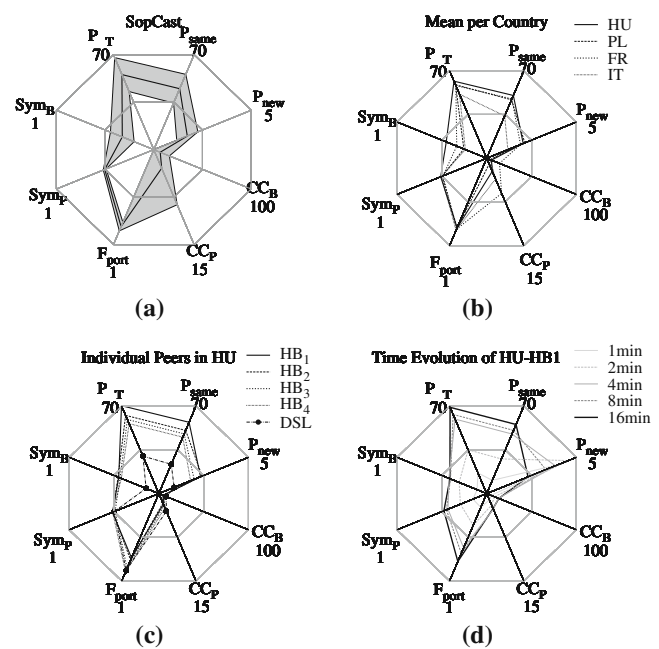 SopCast
P_T
70
P_same
70
Sym_B
1
P_new
5
Sym_P
1
CC_B
100
F_port
1
CC_P
15
(a)
Mean per Country
HU
PL
FR
IT
P_T
70
P_same
70
Sym_B
1
P_new
5
Sym_P
1
CC_B
100
F_port
1
CC_P
15
(b)
Individual Peers in HU
HB_1
HB_2
HB_3
HB_4
DSL
P_T
70
P_same
70
Sym_B
1
P_new
5
Sym_P
1
CC_B
100
F_port
1
CC_P
15
(c)
Time Evolution of HU-HB1
1min
2min
4min
8min
16min
P_T
70
P_same
70
Sym_B
1
P_new
5
Sym_P
1
CC_B
100
F_port
1
CC_P
15
(d)